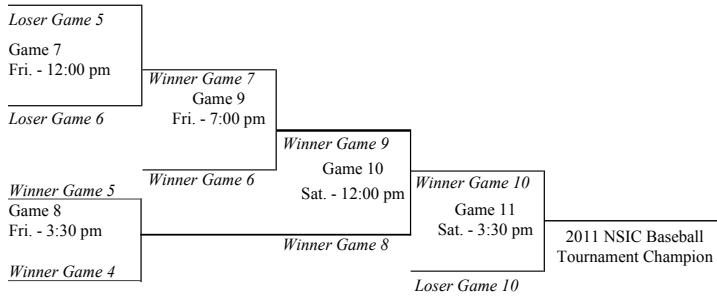 Loser Game 5
Game 7
Fri. - 12:00 pm
Loser Game 6
Winner Game 7
Game 9
Fri. - 7:00 pm
Winner Game 6
Winner Game 5
Game 8
Fri. - 3:30 pm
Winner Game 4
Winner Game 9
Game 10
Sat. - 12:00 pm
Winner Game 8
Winner Game 10
Game 11
Sat. - 3:30 pm
Loser Game 10
2011 NSIC Baseball
Tournament Champion